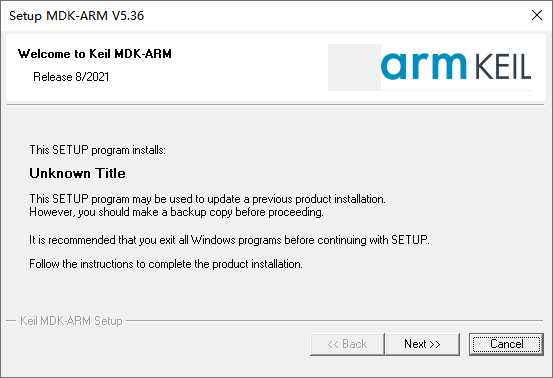 Setup MDK-ARM V5.36
Welcome to Keil MDK-ARM
Release 8/2021
arm KEIL
This SETUP program installs:
Unknown Title
This SETUP program may be used to update a previous product installation.
However, you should make a backup copy before proceeding.
It is recommended that you exit all Windows programs before continuing with SETUP.
Follow the instructions to complete the product installation.
Keil MDK-ARM Setup
<< Back Next >> Cancel